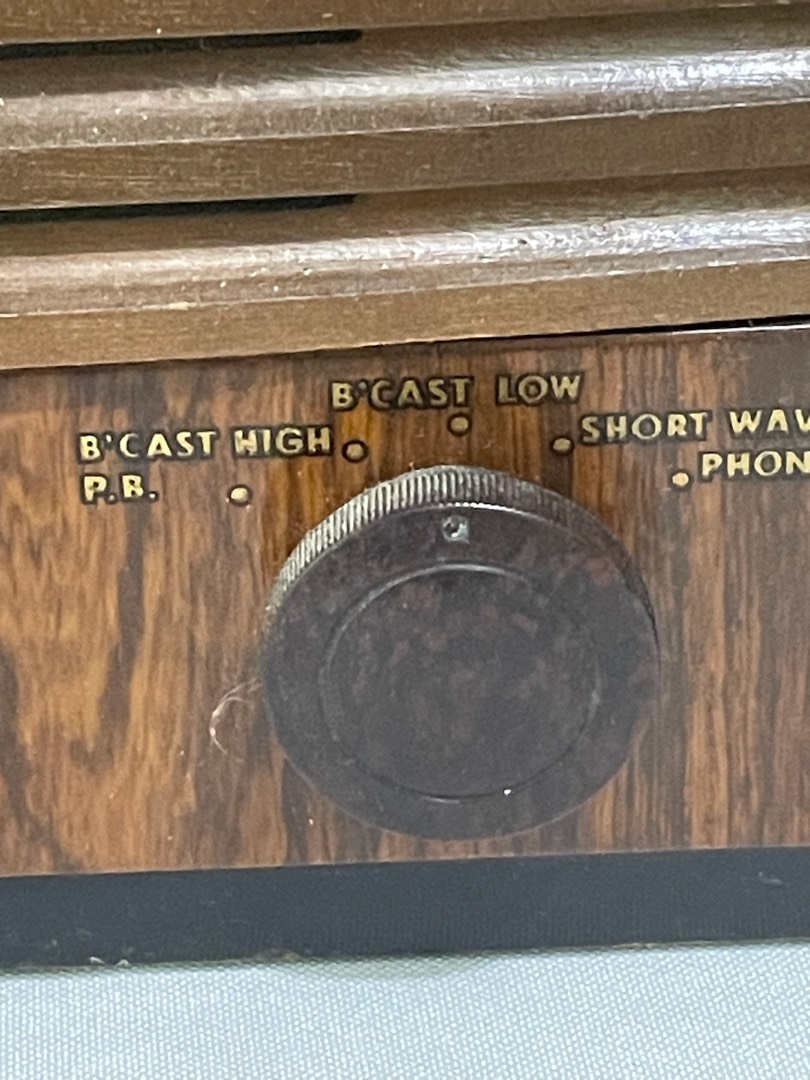 B'CAST LOW
B'CAST HIGH
SHORT WAV
P.B.
PHON